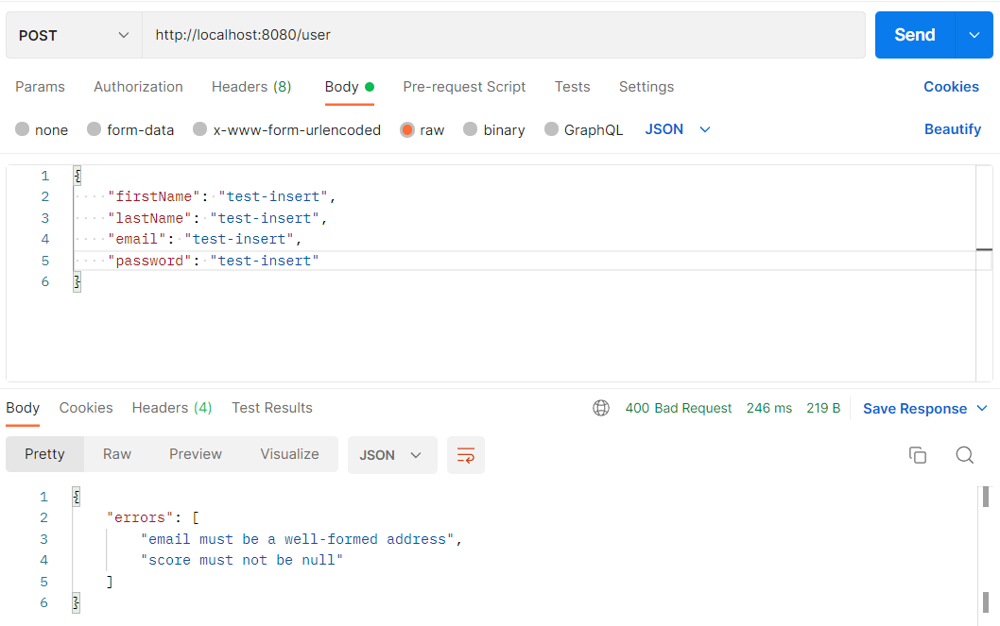 POST http://localhost:8080/user Send
Params Authorization Headers (8) Body Pre-request Script Tests Settings Cookies
none form-data x-www-form-urlencoded raw binary GraphQL JSON Beautify
1 {
2 ····"firstName":·"test-insert",
3 ····"lastName":·"test-insert",
4 ····"email":·"test-insert",
5 ····"password":·"test-insert"
6 }
Body Cookies Headers (4) Test Results 400 Bad Request 246 ms 219 B Save Response
Pretty Raw Preview Visualize JSON
1 {
2 "errors": [
3 "email must be a well-formed address",
4 "score must not be null"
5 ]
6 }